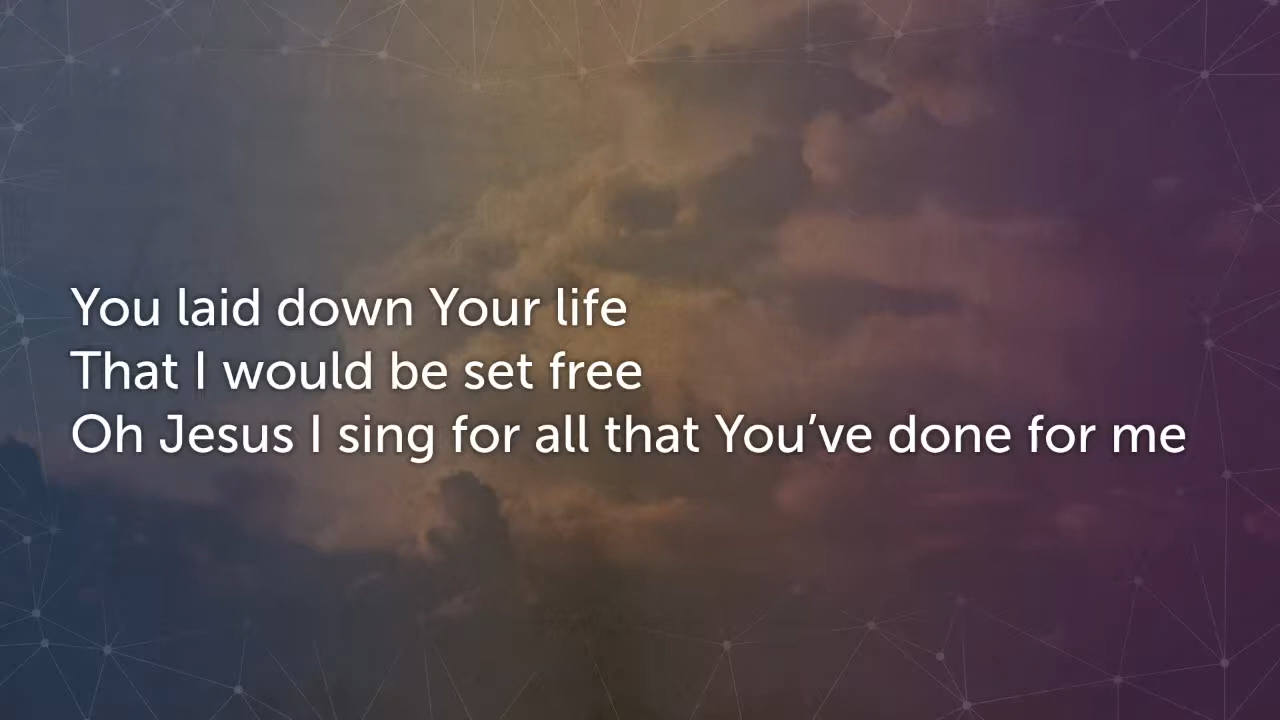 You laid down Your life
That I would be set free
Oh Jesus I sing for all that You’ve done for me